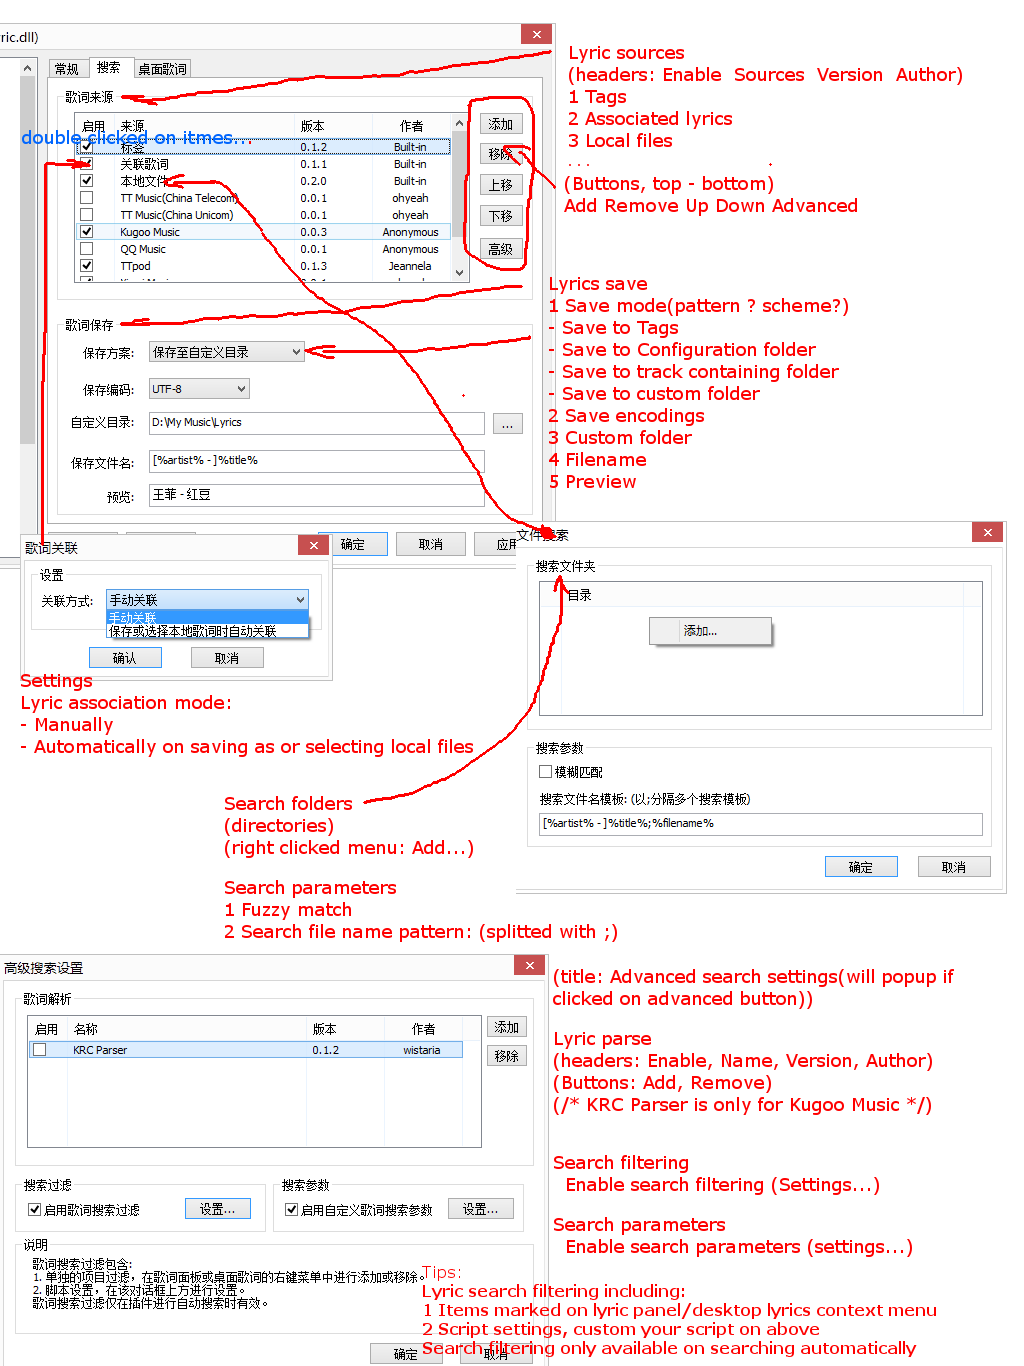 ric.dll)
常规 搜索 桌面歌词
歌词来源
启用 来源 版本 作者
标签 0.1.2 Built-in
关联歌词 0.1.1 Built-in
本地文件 0.2.0 Built-in
TT Music(China Telecom) 0.0.1 ohyeah
TT Music(China Unicom) 0.0.1 ohyeah
Kugoo Music 0.0.3 Anonymous
QQ Music 0.0.1 Anonymous
TTpod 0.1.3 Jeannela
添加
移除
上移
下移
高级
double clicked on itmes...
Lyric sources
(headers: Enable Sources Version Author)
1 Tags
2 Associated lyrics
3 Local files
. . .
(Buttons, top - bottom)
Add Remove Up Down Advanced
歌词保存
保存方案: 保存至自定义目录
保存编码: UTF-8
自定义目录: D:\My Music\Lyrics ...
保存文件名: [%artist% - ]%title%
预览: 王菲 - 红豆
确定 取消 应用
Lyrics save
1 Save mode(pattern ? scheme?)
- Save to Tags
- Save to Configuration folder
- Save to track containing folder
- Save to custom folder
2 Save encodings
3 Custom folder
4 Filename
5 Preview
歌词关联
设置
关联方式: 手动关联
手动关联
保存或选择本地歌词时自动关联
确认 取消
Settings
Lyric association mode:
- Manually
- Automatically on saving as or selecting local files
文件搜索
搜索文件夹
目录
添加...
搜索参数
模糊匹配
搜索文件名模板: (以;分隔多个搜索模板)
[%artist% - ]%title%;%filename%
确定 取消
Search folders
(directories)
(right clicked menu: Add...)
Search parameters
1 Fuzzy match
2 Search file name pattern: (splitted with ;)
高级搜索设置
歌词解析
启用 名称 版本 作者
KRC Parser 0.1.2 wistaria
添加
移除
搜索过滤
启用歌词搜索过滤 设置...
搜索参数
启用自定义歌词搜索参数 设置...
说明
歌词搜索过滤包含:
1. 单独的项目过滤，在歌词面板或桌面歌词的右键菜单中进行添加或移除。
2. 脚本设置，在该对话框上方进行设置。
歌词搜索过滤仅在插件进行自动搜索时有效。
确定 取消
(title: Advanced search settings(will popup if
clicked on advanced button))
Lyric parse
(headers: Enable, Name, Version, Author)
(Buttons: Add, Remove)
(/* KRC Parser is only for Kugoo Music */)
Search filtering
Enable search filtering (Settings...)
Search parameters
Enable search parameters (settings...)
Tips:
Lyric search filtering including:
1 Items marked on lyric panel/desktop lyrics context menu
2 Script settings, custom your script on above
Search filtering only available on searching automatically